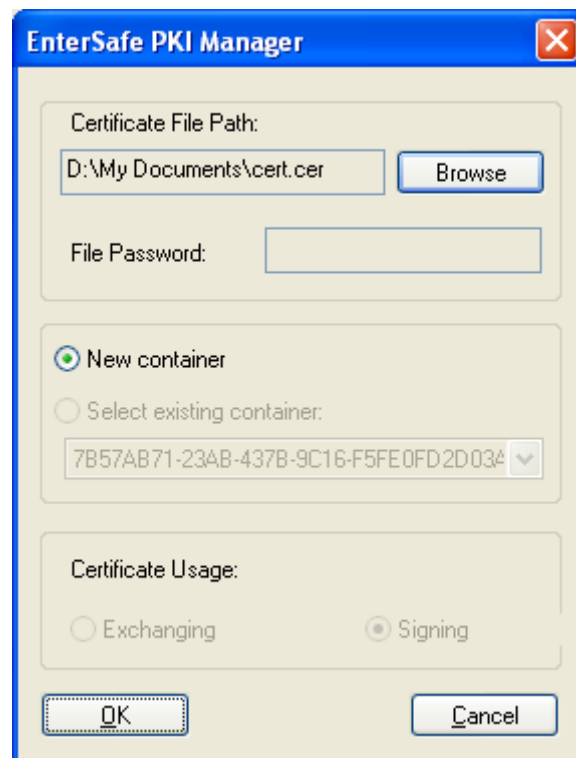 EnterSafe PKI Manager
Certificate File Path:
D:\My Documents\cert.cer
Browse
File Password:
New container
Select existing container:
7B57AB71-23AB-437B-9C16-F5FE0FD2D03A
Certificate Usage:
Exchanging
Signing
OK
Cancel